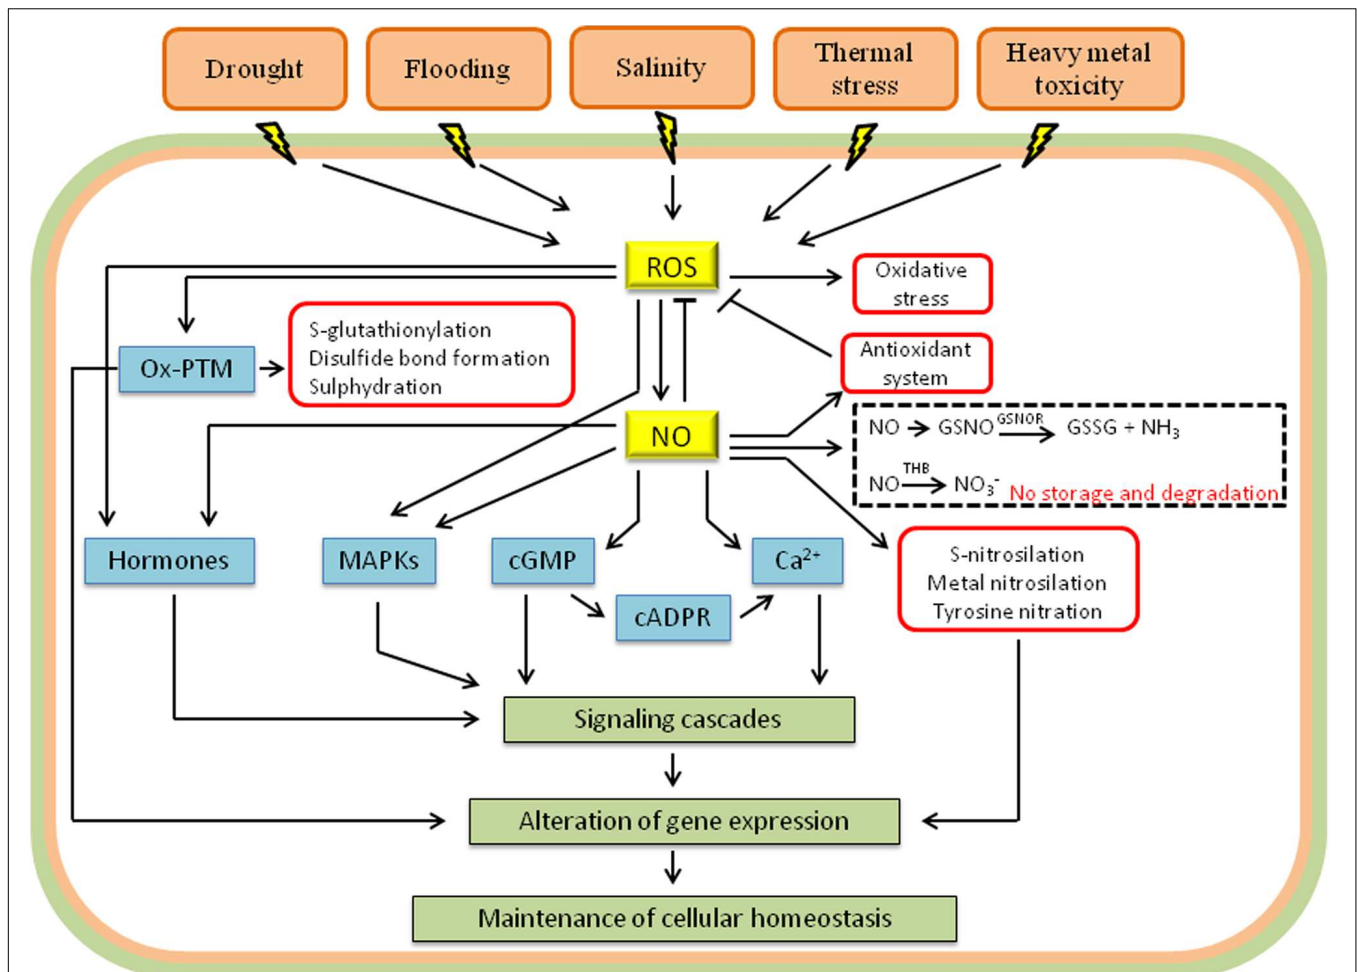 Drought
Flooding
Salinity
Thermal
stress
Heavy metal
toxicity
ROS
Oxidative
stress
S-glutathionylation
Disulfide bond formation
Sulphydration
Ox-PTM
Antioxidant
system
NO
NO → GSNO GSNOR → GSSG + NH₃
NO THB → NO₃⁻ No storage and degradation
Hormones
MAPKs
cGMP
Ca²⁺
cADPR
S-nitrosilation
Metal nitrosilation
Tyrosine nitration
Signaling cascades
Alteration of gene expression
Maintenance of cellular homeostasis